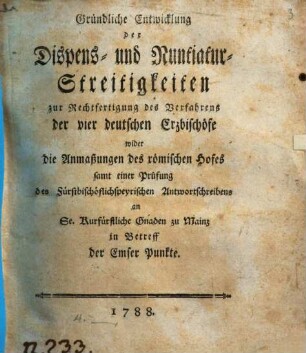 Gründliche Entwicklung
der
Dispens- und Nuntiatur-
Streitigkeiten
zur Rechtfertigung des Verfahrens
der vier deutschen Erzbischöfe
wider
die Anmaßungen des römischen Hofes
samt einer Prüfung
des Fürstbischöflichspeyrischen Antwortschreibens
an
Se. Kurfürstliche Gnaden zu Mainz
in Betreff
der Emser Punkte.
1788.
n.233.